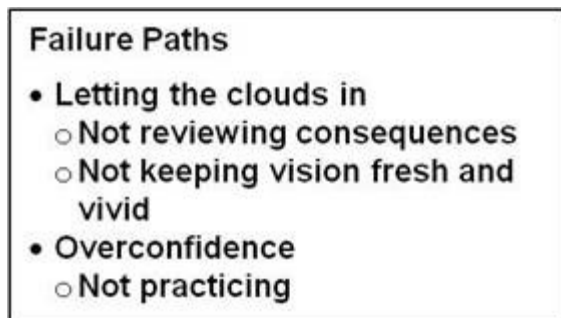 Failure Paths
• Letting the clouds in
○ Not reviewing consequences
○ Not keeping vision fresh and
vivid
• Overconfidence
○ Not practicing